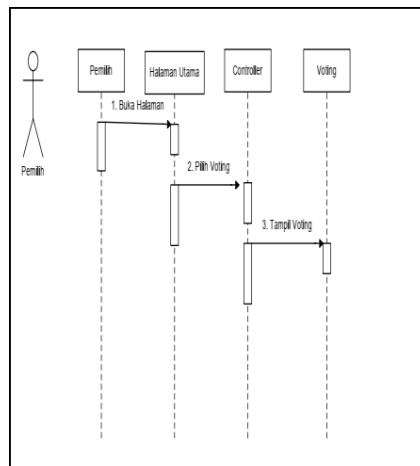 Pemilih
Halaman Utama
Controller
Voting
1. Buka Halaman
2. Pilih Voting
3. Tampil Voting
Pemilih